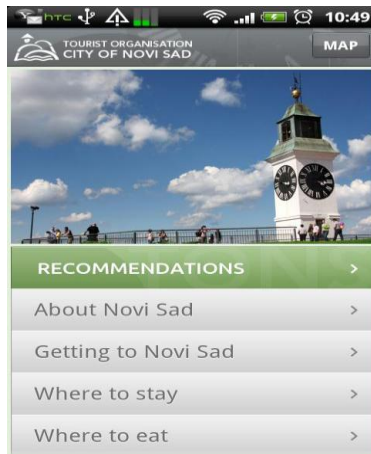 htc 10:49
TOURIST ORGANISATION
CITY OF NOVI SAD
MAP
RECOMMENDATIONS >
About Novi Sad >
Getting to Novi Sad >
Where to stay >
Where to eat >